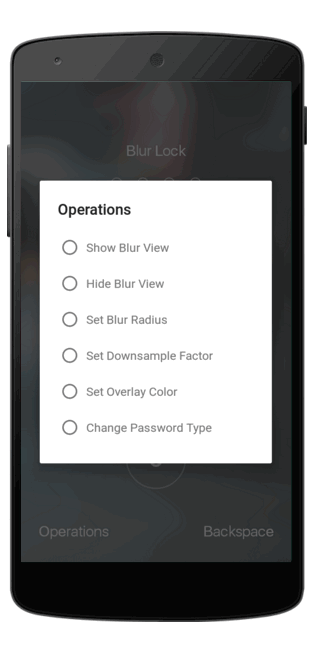 Blur Lock
Operations
Show Blur View
Hide Blur View
Set Blur Radius
Set Downsample Factor
Set Overlay Color
Change Password Type
Operations
Backspace